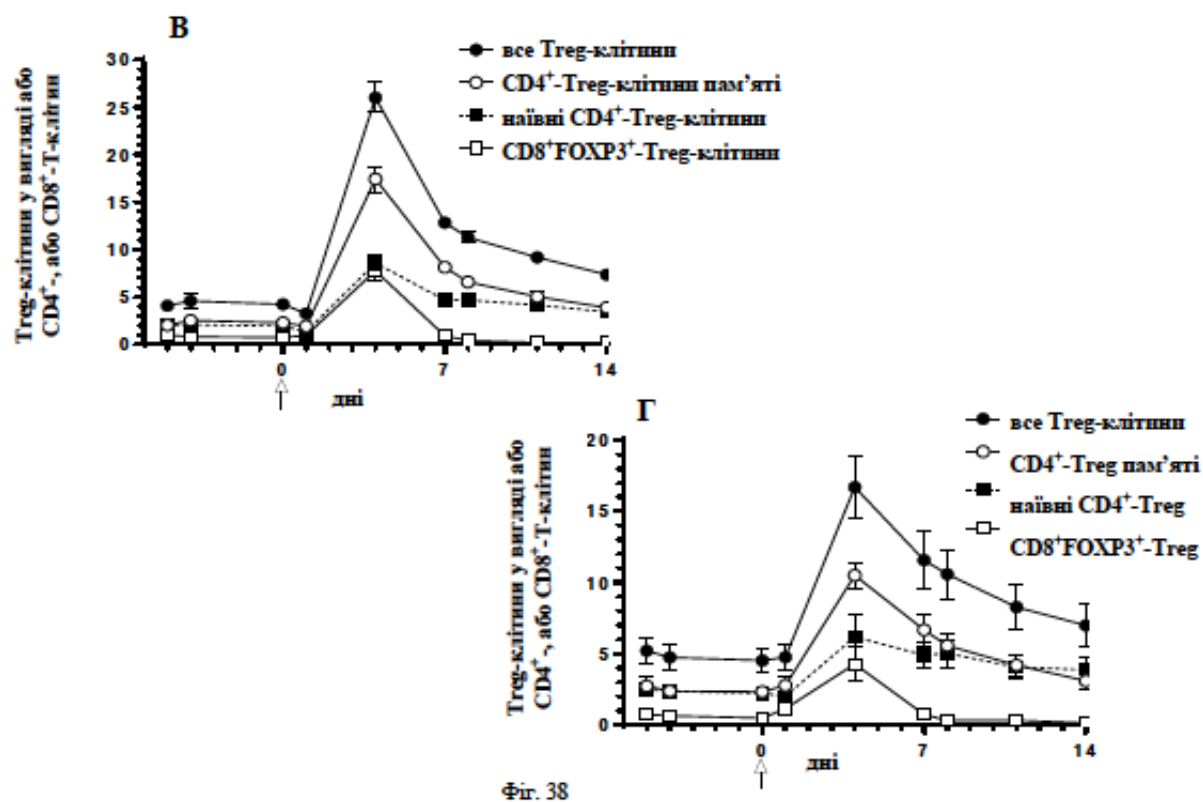 В
все Treg-клітини
CD4⁺-Treg-клітини пам’яті
наївні CD4⁺-Treg-клітини
CD8⁺FOXP3⁺-Treg-клітини
Treg-клітини у вигляді або
CD4⁺-, або CD8⁺-Т-клітин
30
25
20
15
10
5
0
0
7
14
дні
Г
все Treg-клітини
CD4⁺-Treg пам’яті
наївні CD4⁺-Treg
CD8⁺FOXP3⁺-Treg
Treg-клітини у вигляді або
CD4⁺-, або CD8⁺-Т-клітин
20
15
10
5
0
0
7
14
дні
Фіг. 38